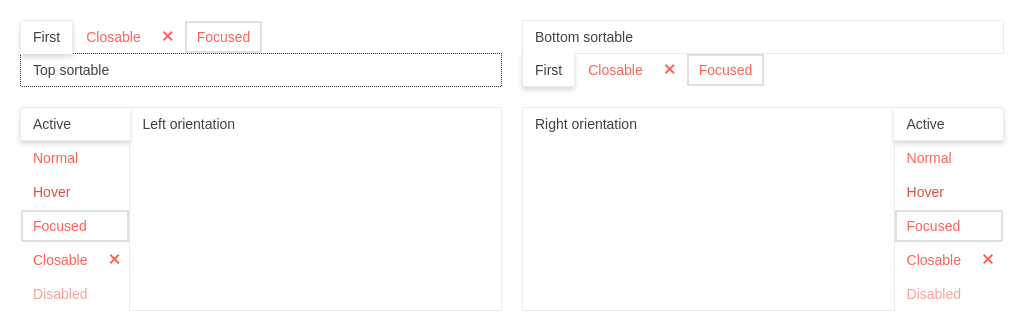 First Closable ✕ Focused
Top sortable
Bottom sortable
First Closable ✕ Focused
Active
Normal
Hover
Focused
Closable ✕
Disabled
Left orientation
Right orientation
Active
Normal
Hover
Focused
Closable ✕
Disabled